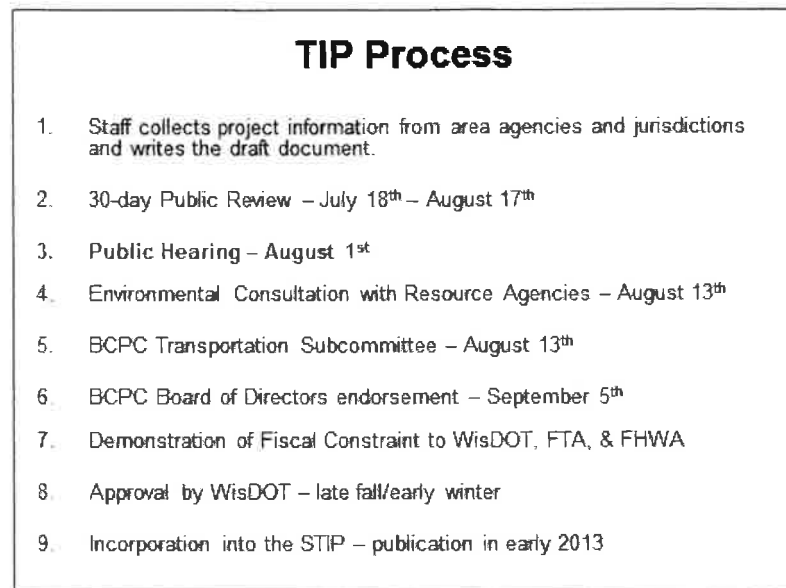 TIP Process
1. Staff collects project information from area agencies and jurisdictions
and writes the draft document.
2. 30-day Public Review – July 18th – August 17th
3. Public Hearing – August 1st
4. Environmental Consultation with Resource Agencies – August 13th
5. BCPC Transportation Subcommittee – August 13th
6. BCPC Board of Directors endorsement – September 5th
7. Demonstration of Fiscal Constraint to WisDOT, FTA, & FHWA
8. Approval by WisDOT – late fall/early winter
9. Incorporation into the STIP – publication in early 2013